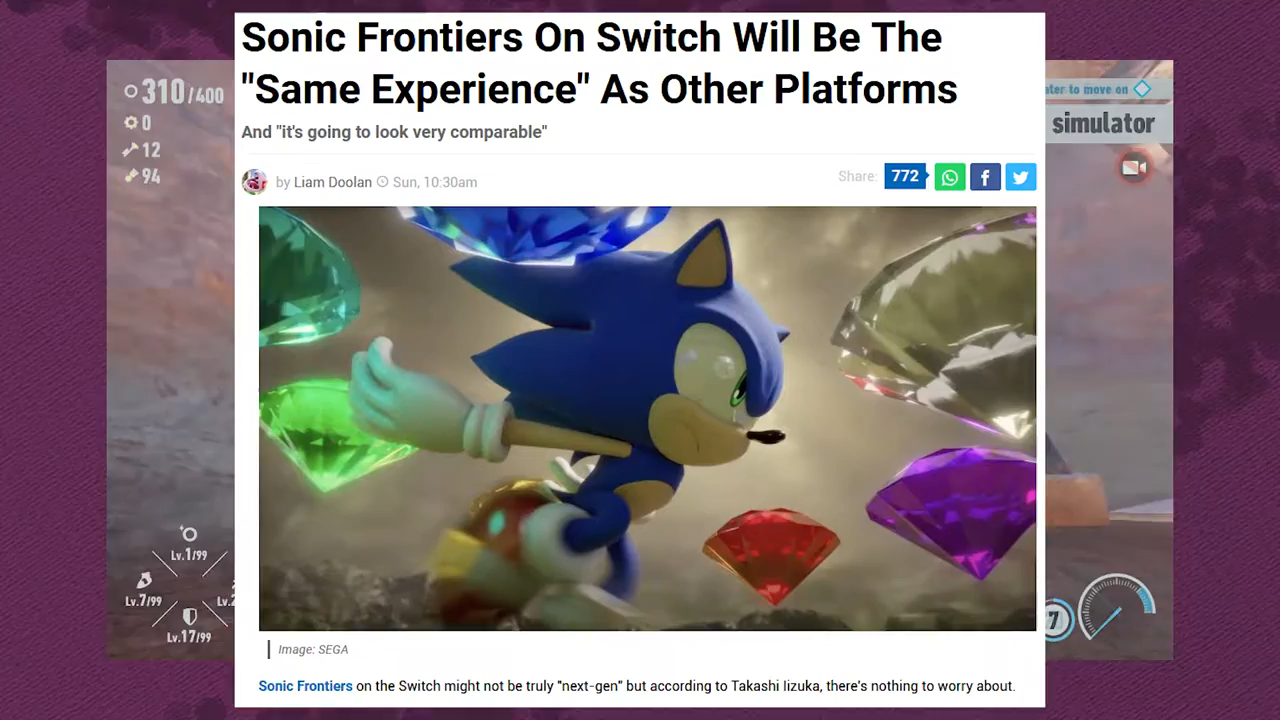 Sonic Frontiers On Switch Will Be The
"Same Experience" As Other Platforms
And "it's going to look very comparable"
by Liam Doolan Sun, 10:30am
Share: 772
310/400
0
12
94
ater to move on
simulator
Lv.1/99
Lv.7/99
Lv.
Lv.17/99
7
Image: SEGA
Sonic Frontiers on the Switch might not be truly "next-gen" but according to Takashi Iizuka, there's nothing to worry about.